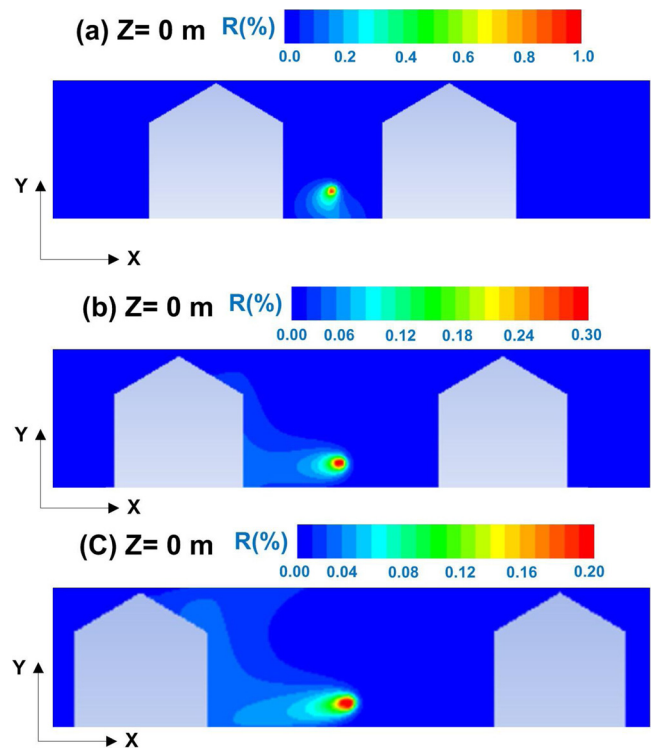 (a) Z= 0 m R(%)
0.0 0.2 0.4 0.6 0.8 1.0
Y
X
(b) Z= 0 m R(%)
0.00 0.06 0.12 0.18 0.24 0.30
Y
X
(C) Z= 0 m R(%)
0.00 0.04 0.08 0.12 0.16 0.20
Y
X